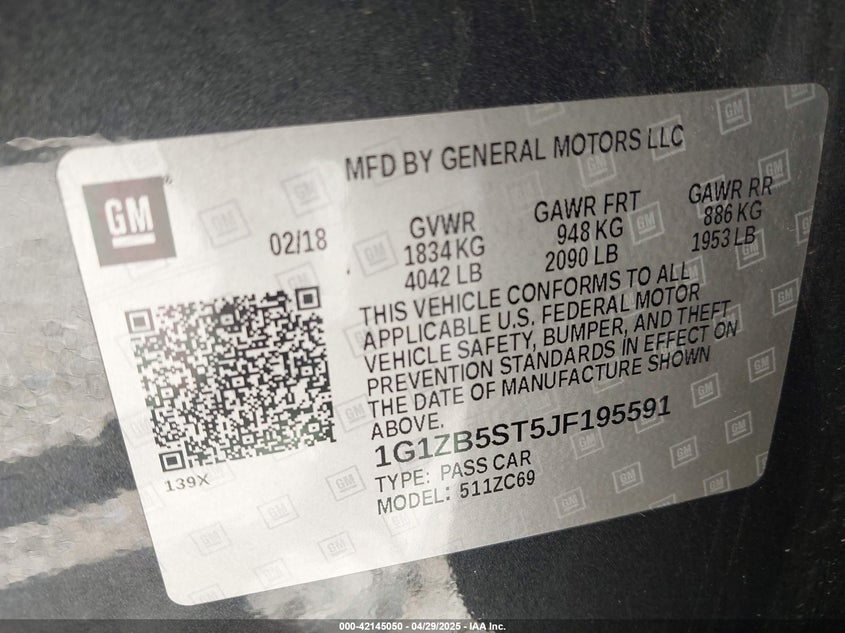 MFD BY GENERAL MOTORS LLC
GM
02/18
GVWR
1834 KG
4042 LB
GAWR FRT
948 KG
2090 LB
GAWR RR
886 KG
1953 LB
THIS VEHICLE CONFORMS TO ALL
APPLICABLE U.S. FEDERAL MOTOR
VEHICLE SAFETY, BUMPER, AND THEFT
PREVENTION STANDARDS IN EFFECT ON
THE DATE OF MANUFACTURE SHOWN
ABOVE.
1G1ZB5ST5JF195591
TYPE: PASS CAR
MODEL: 511ZC69
139X
000-42145050 - 04/29/2025 - IAA Inc.